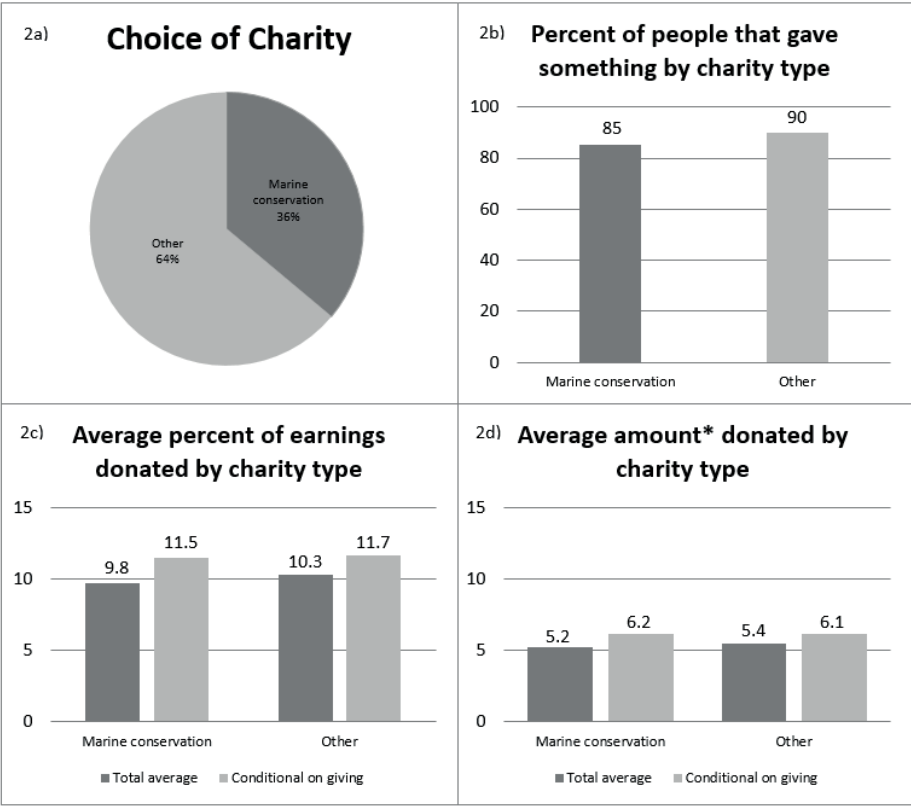 2a)
Choice of Charity
Marine
conservation
36%
Other
64%
2b)
Percent of people that gave
something by charity type
100
80
60
40
20
0
85
90
Marine conservation
Other
2c)
Average percent of earnings
donated by charity type
15
10
5
0
9.8
11.5
10.3
11.7
Marine conservation
Other
Total average
Conditional on giving
2d)
Average amount* donated by
charity type
15
10
5
0
5.2
6.2
5.4
6.1
Marine conservation
Other
Total average
Conditional on giving